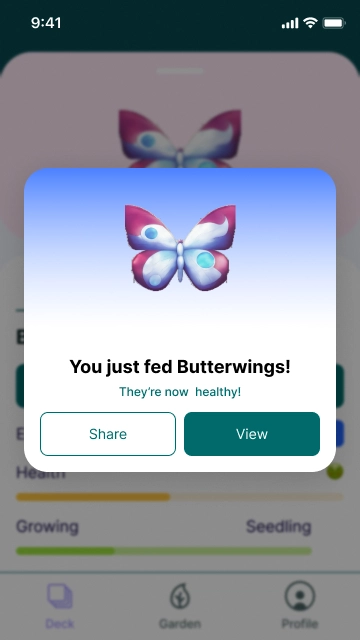 9:41
You just fed Butterwings!
They're now  healthy!
Share
View
Health
Growing
Seedling
Deck
Garden
Profile